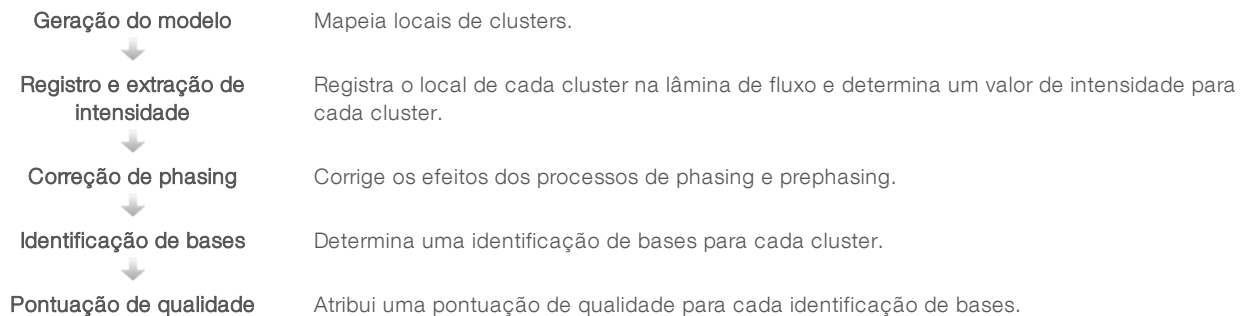 Geração do modelo
Mapeia locais de clusters.
Registro e extração de
intensidade
Registra o local de cada cluster na lâmina de fluxo e determina um valor de intensidade para
cada cluster.
Correção de phasing
Corrige os efeitos dos processos de phasing e prephasing.
Identificação de bases
Determina uma identificação de bases para cada cluster.
Pontuação de qualidade
Atribui uma pontuação de qualidade para cada identificação de bases.